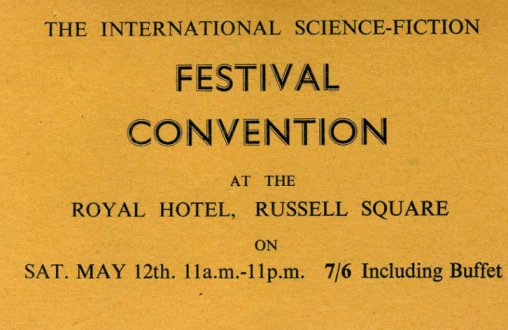 THE INTERNATIONAL SCIENCE-FICTION
FESTIVAL
CONVENTION
AT THE
ROYAL HOTEL, RUSSELL SQUARE
ON
SAT. MAY 12th. 11a.m.-11p.m. 7/6 Including Buffet